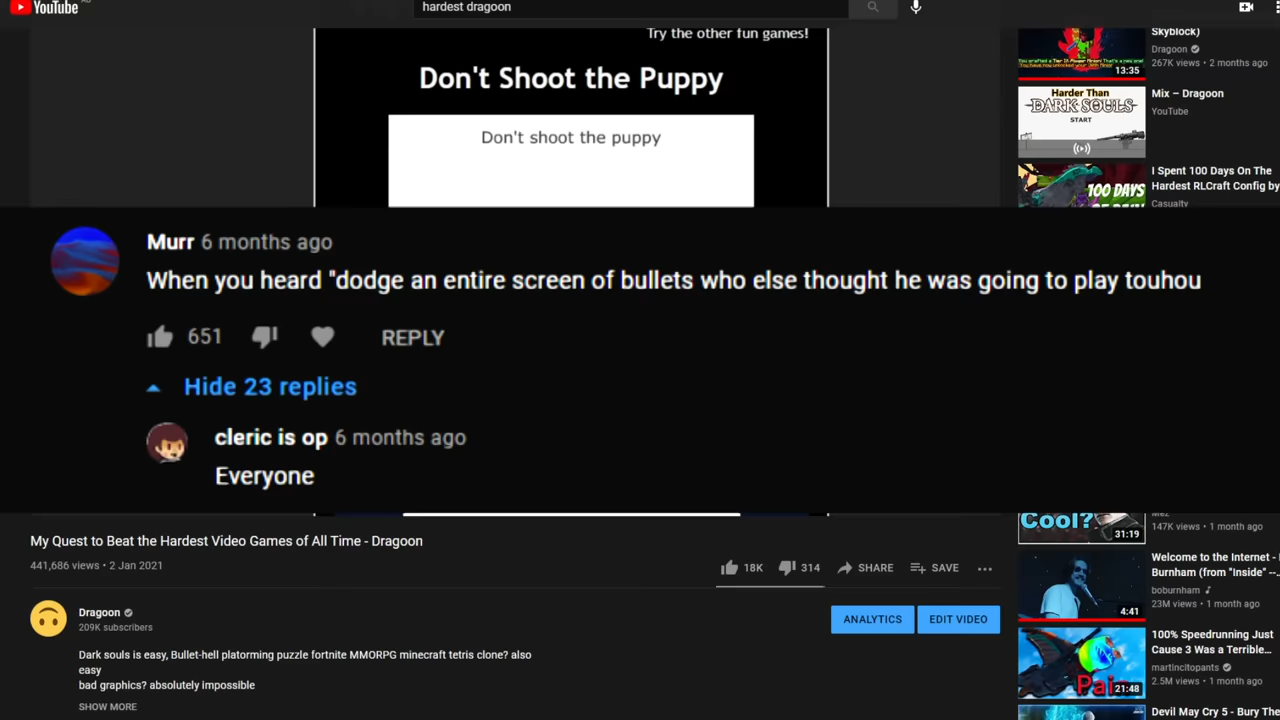 YouTube
hardest dragoon
Try the other fun games!
Don't Shoot the Puppy
Don't shoot the puppy
Skyblock)
Dragoon
267K views • 2 months ago
13:35
Harder Than
DARK SOULS
START
Mix – Dragoon
YouTube
I Spent 100 Days On The
Hardest RLCraft Config by
Casualty
100 DAYS
Murr 6 months ago
When you heard "dodge an entire screen of bullets who else thought he was going to play touhou
651
REPLY
Hide 23 replies
cleric is op 6 months ago
Everyone
Cool?
31:19
147K views • 1 month ago
My Quest to Beat the Hardest Video Games of All Time - Dragoon
441,686 views • 2 Jan 2021
18K
314
SHARE
SAVE
Welcome to the Internet -
Burnham (from "Inside" --
boburnham
23M views • 1 month ago
4:41
Dragoon
209K subscribers
ANALYTICS
EDIT VIDEO
Dark souls is easy, Bullet-hell platorming puzzle fortnite MMORPG minecraft tetris clone? also
easy
bad graphics? absolutely impossible
SHOW MORE
100% Speedrunning Just
Cause 3 Was a Terrible...
martincitopants
2.5M views • 1 month ago
Pain
21:48
Devil May Cry 5 - Bury The